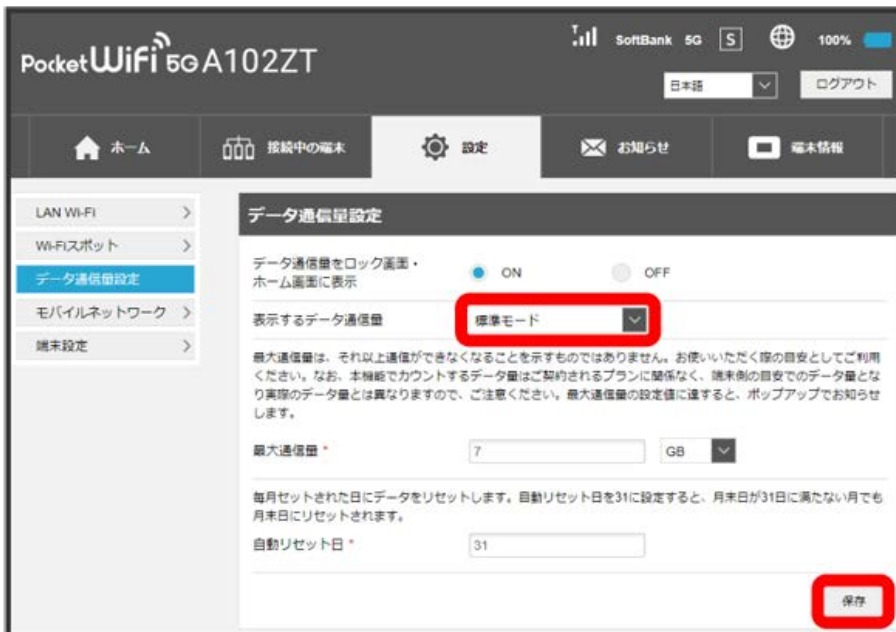 PocketWiFi 5G A102ZT
SoftBank 5G S 100%
日本語
ログアウト
ホーム
接続中の端末
設定
お知らせ
端末情報
LAN Wi-Fi
Wi-Fiスポット
データ通信量設定
モバイルネットワーク
端末設定
データ通信量設定
データ通信量をロック画面・
ホーム画面に表示
ON
OFF
表示するデータ通信量
標準モード
最大通信量は、それ以上通信ができなくなることを示すものではありません。お使いいただく際の目安としてご利用
ください。なお、本機能でカウントするデータ量はご契約されるプランに関係なく、端末側の目安でのデータ量とな
り実際のデータ量とは異なりますので、ご注意ください。最大通信量の設定値に達すると、ポップアップでお知らせ
します。
最大通信量 *
7
GB
毎月セットされた日にデータをリセットします。自動リセット日を31に設定すると、月末日が31日に満たない月でも
月末日にリセットされます。
自動リセット日 *
31
保存